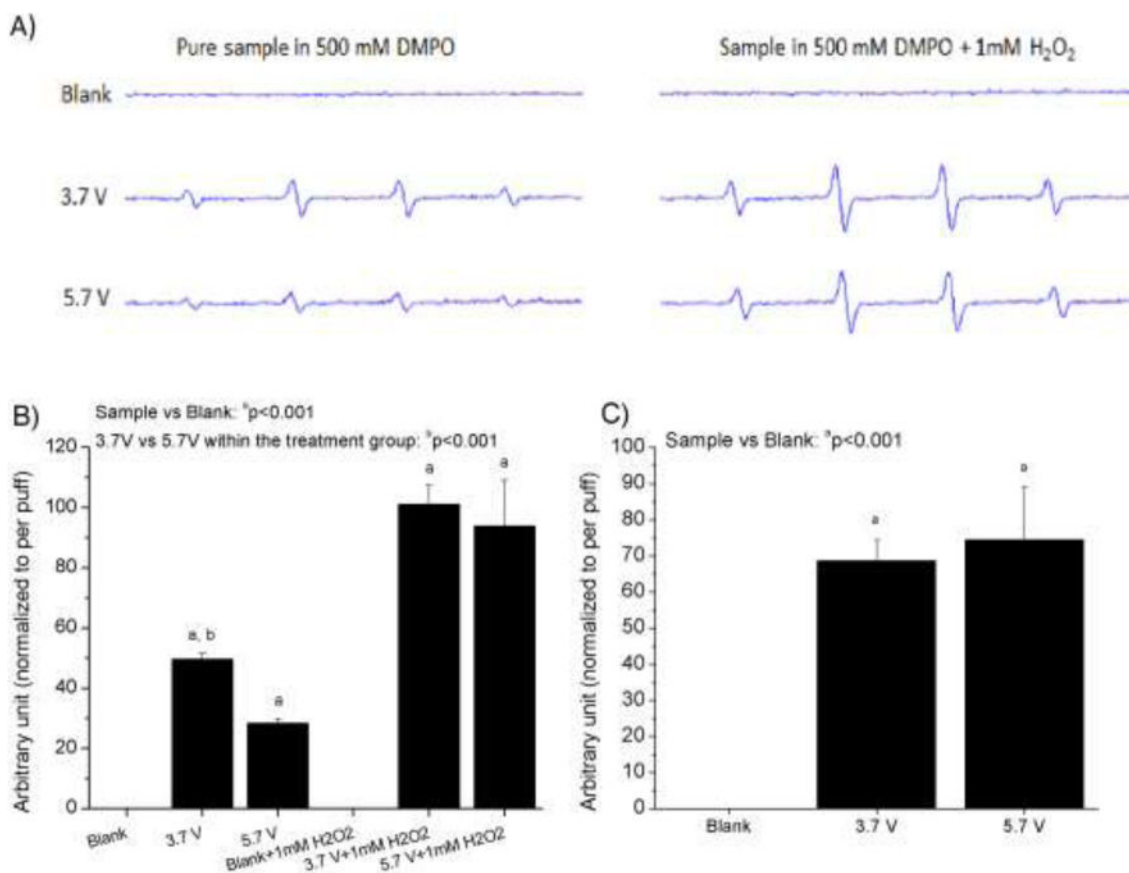 A)
Pure sample in 500 mM DMPO
Sample in 500 mM DMPO + 1mM H₂O₂
Blank
3.7 V
5.7 V
B)
Sample vs Blank: ᵃp<0.001
3.7V vs 5.7V within the treatment group: ᵇp<0.001
Arbitrary unit (normalized to per puff)
120
100
80
60
40
20
0
a, b
a
a
a
Blank
3.7 V
5.7 V
Blank+1mM H2O2
3.7 V+1mM H2O2
5.7 V+1mM H2O2
C)
Sample vs Blank: ᵃp<0.001
Arbitrary unit (normalized to per puff)
100
90
80
70
60
50
40
30
20
10
0
a
a
Blank
3.7 V
5.7 V